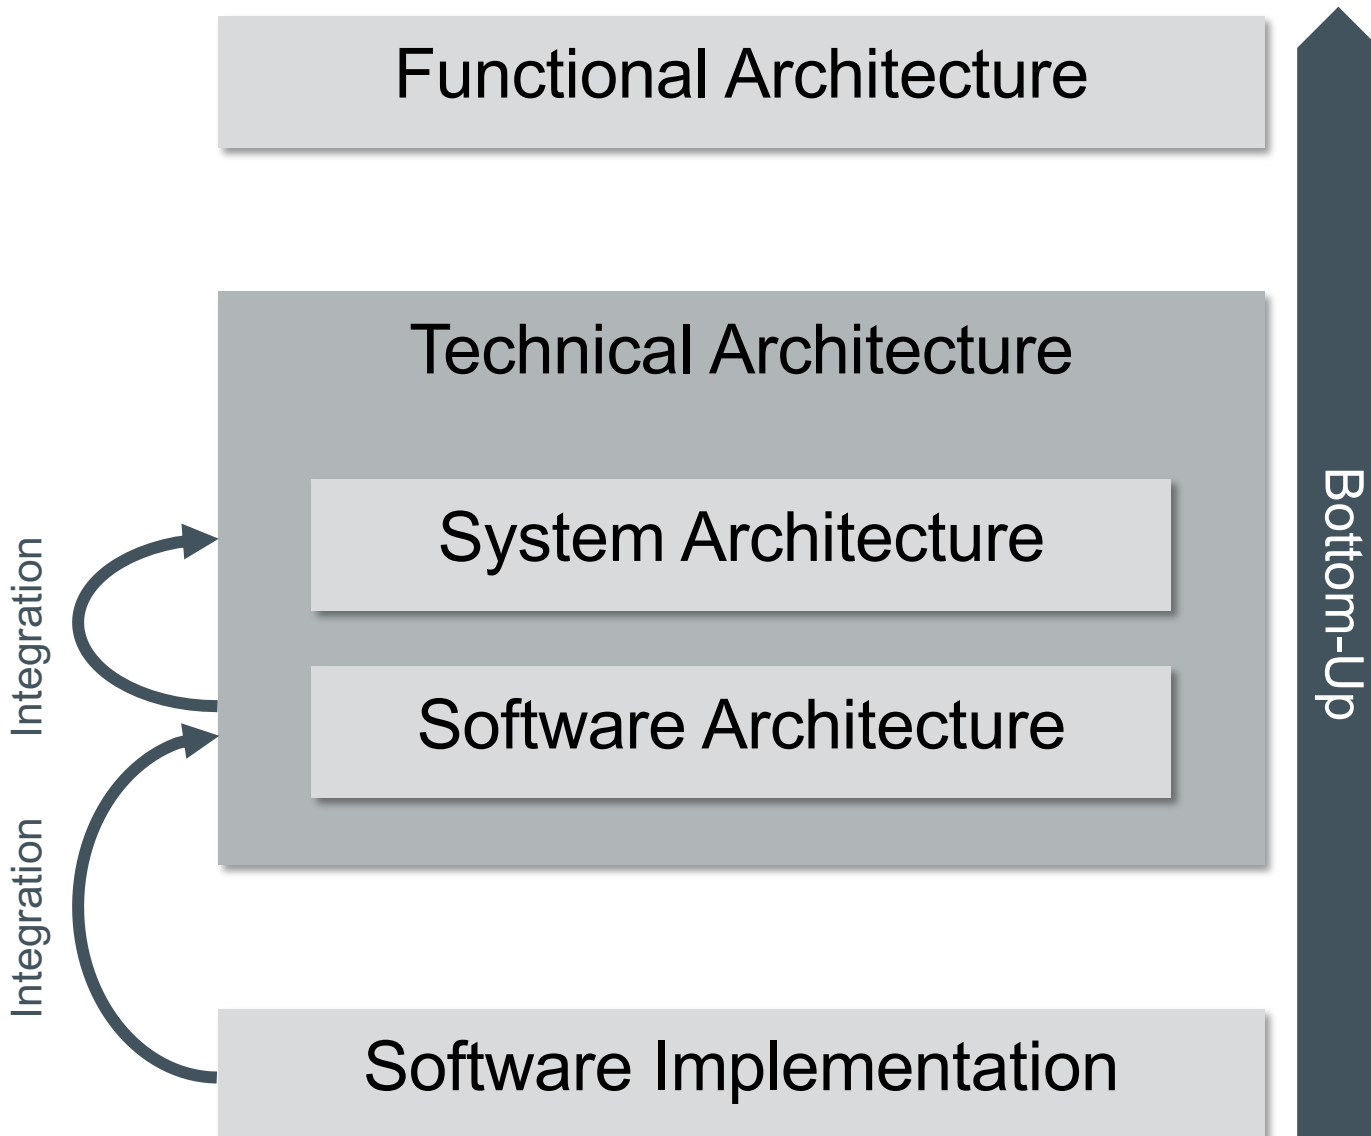 Functional Architecture
Technical Architecture
System Architecture
Software Architecture
Software Implementation
Integration
Integration
Bottom-Up